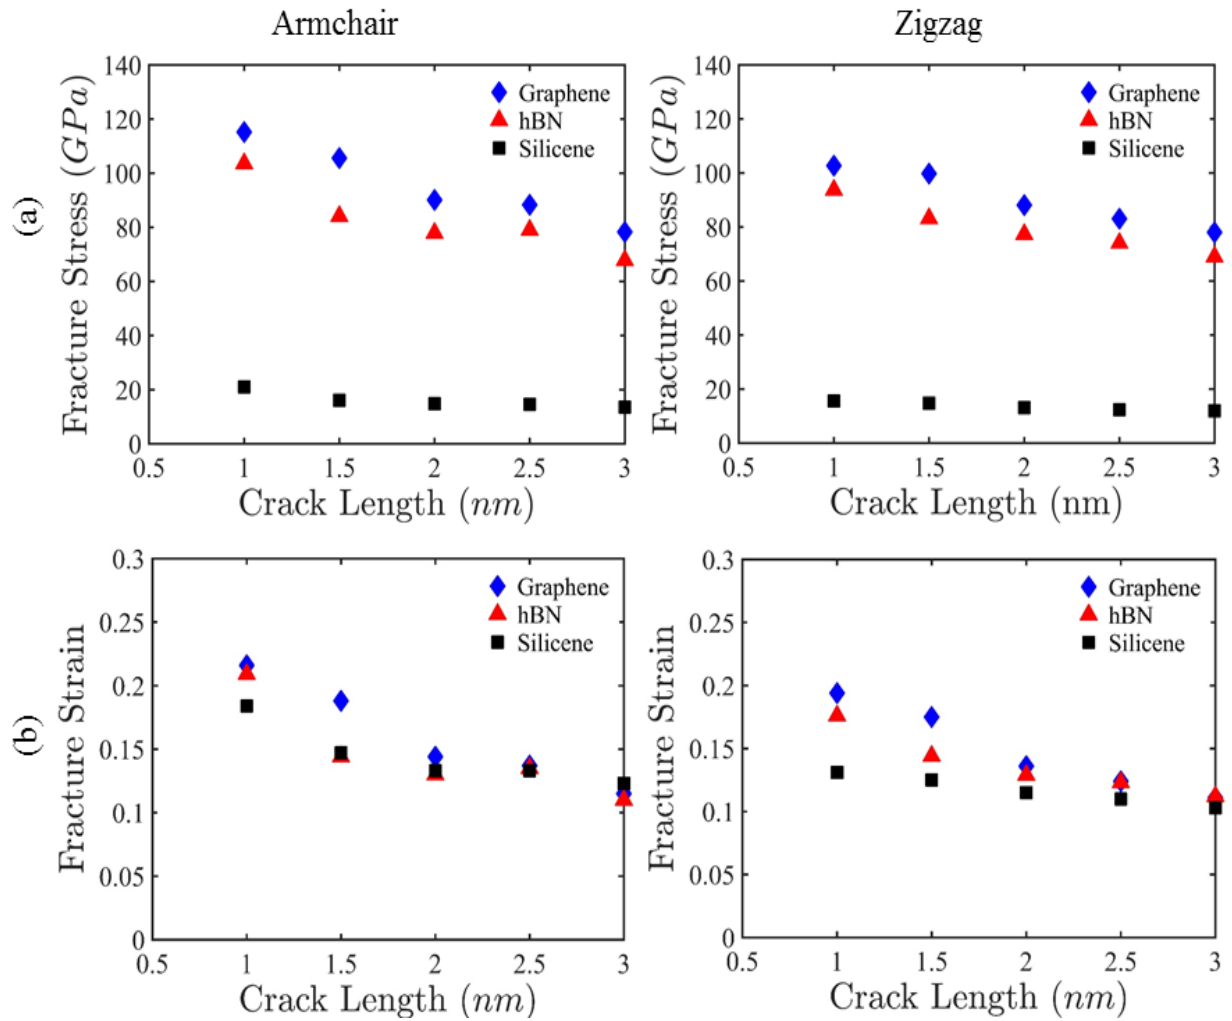 Armchair
Zigzag
(a)
Fracture Stress (GPa)
140
120
100
80
60
40
20
0
0.5 1 1.5 2 2.5 3
Crack Length (nm)
Graphene
hBN
Silicene
Fracture Stress (GPa)
140
120
100
80
60
40
20
0
0.5 1 1.5 2 2.5 3
Crack Length (nm)
Graphene
hBN
Silicene
(b)
Fracture Strain
0.3
0.25
0.2
0.15
0.1
0.05
0
0.5 1 1.5 2 2.5 3
Crack Length (nm)
Graphene
hBN
Silicene
Fracture Strain
0.3
0.25
0.2
0.15
0.1
0.05
0
0.5 1 1.5 2 2.5 3
Crack Length (nm)
Graphene
hBN
Silicene